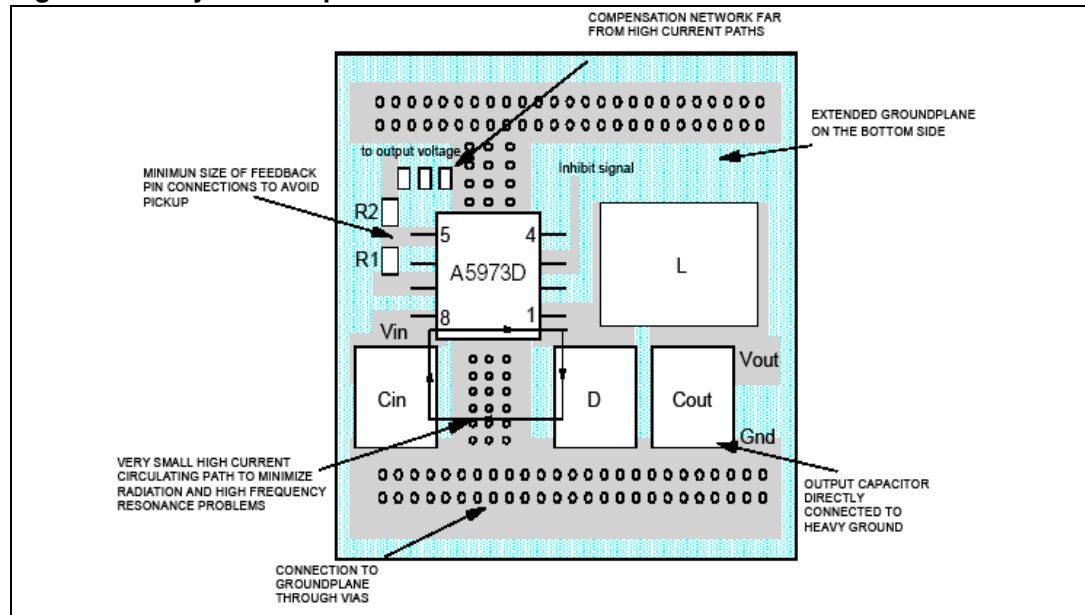 COMPENSATION NETWORK FAR
FROM HIGH CURRENT PATHS
EXTENDED GROUNDPLANE
ON THE BOTTOM SIDE
to output voltage
Inhibit signal
MINIMUN SIZE OF FEEDBACK
PIN CONNECTIONS TO AVOID
PICKUP
R2
5
4
R1
A5973D
L
8
1
Vin
Vout
Cin
D
Cout
Gnd
VERY SMALL HIGH CURRENT
CIRCULATING PATH TO MINIMIZE
RADIATION AND HIGH FREQUENCY
RESONANCE PROBLEMS
OUTPUT CAPACITOR
DIRECTLY
CONNECTED TO
HEAVY GROUND
CONNECTION TO
GROUNDPLANE
THROUGH VIAS